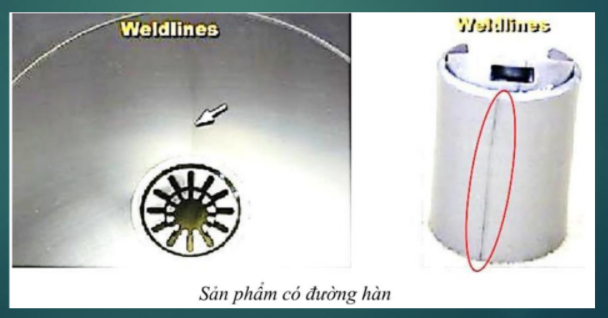 Weldlines
Weldlines
Sản phẩm có đường hàn